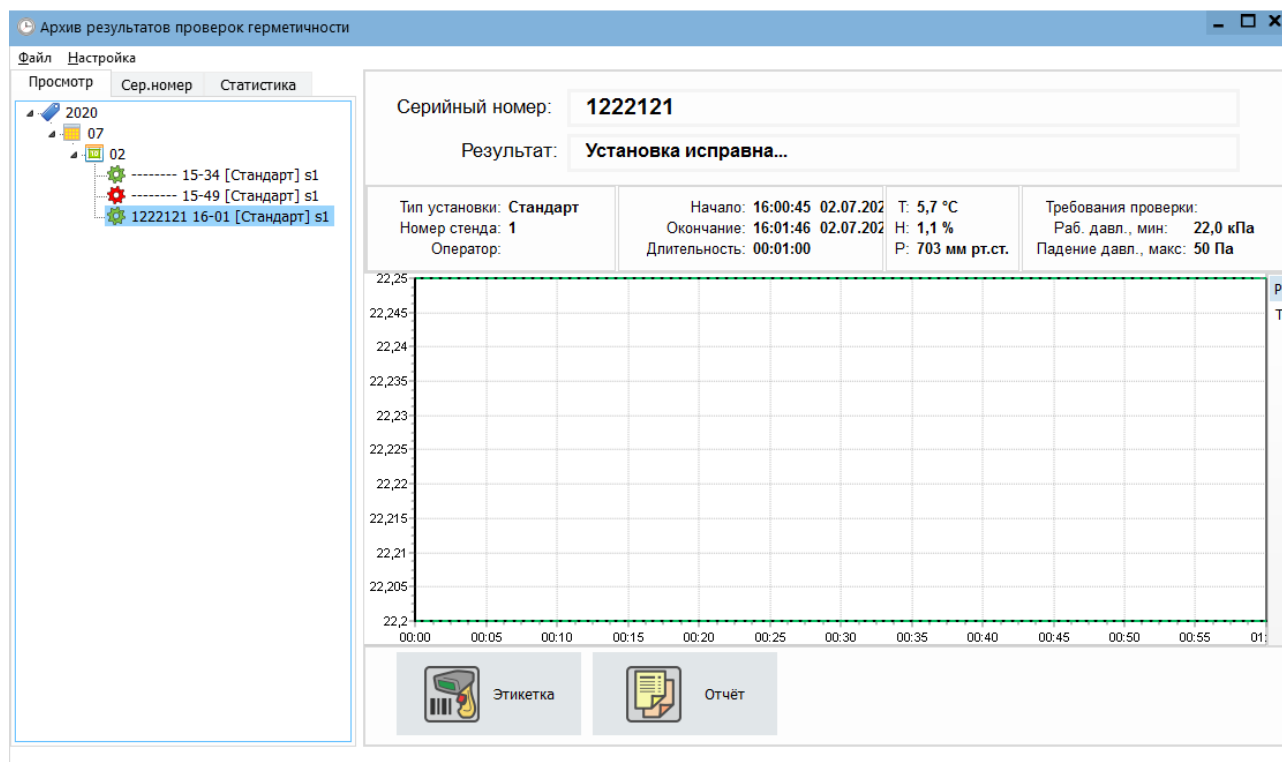 Архив результатов проверок герметичности
Файл Настройка
Просмотр Сер.номер Статистика
2020
07
02
-------- 15-34 [Стандарт] s1
-------- 15-49 [Стандарт] s1
1222121 16-01 [Стандарт] s1
Серийный номер: 1222121
Результат: Установка исправна...
Тип установки: Стандарт
Номер стенда: 1
Оператор:
Начало: 16:00:45 02.07.202
Окончание: 16:01:46 02.07.202
Длительность: 00:01:00
T: 5,7 °C
H: 1,1 %
P: 703 мм рт.ст.
Требования проверки:
Раб. давл., мин: 22,0 кПа
Падение давл., макс: 50 Па
22,25
22,245
22,24
22,235
22,23
22,225
22,22
22,215
22,21
22,205
22,2
00:00 00:05 00:10 00:15 00:20 00:25 00:30 00:35 00:40 00:45 00:50 00:55 01:
Р
Т
Этикетка Отчёт